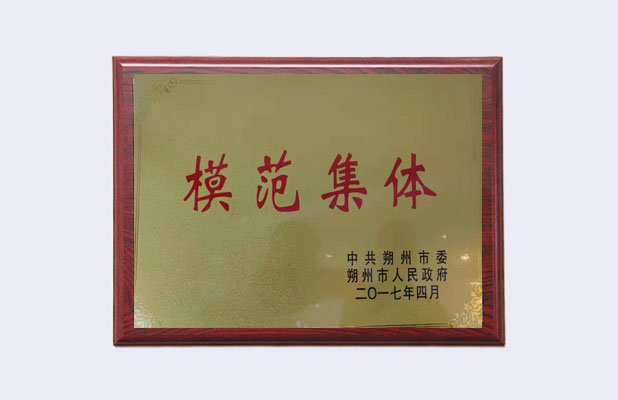 模范集体
中共朔州市委
朔州市人民政府
二〇一七年四月